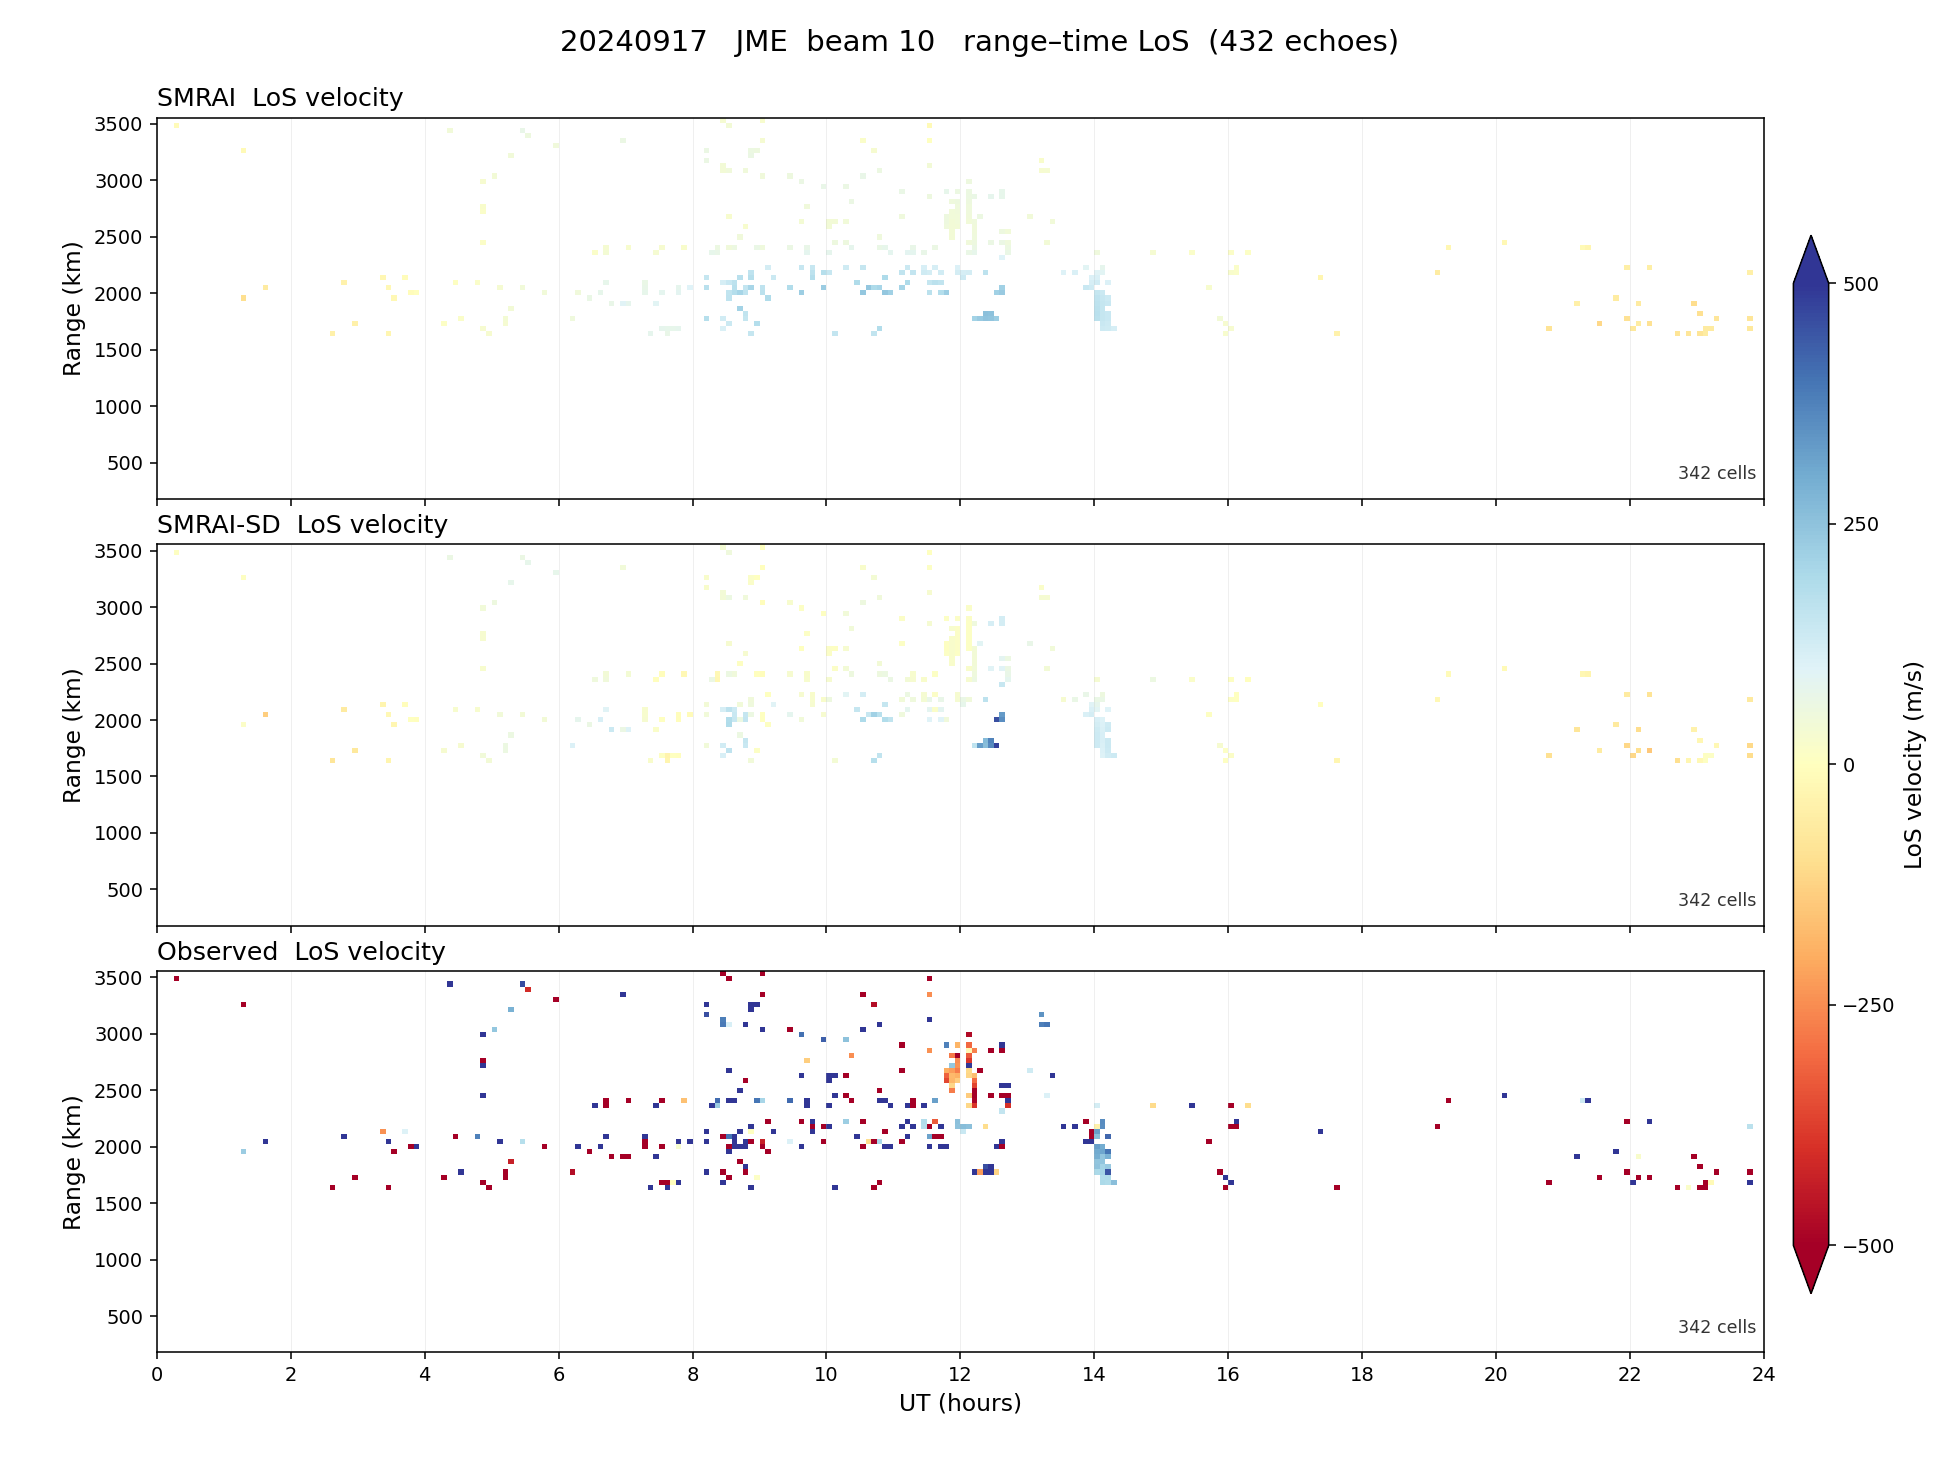 20240917 JME beam 10 range–time LoS (432 echoes)
SMRAI LoS velocity
3500
3000
2500
2000
1500
1000
500
Range (km)
342 cells
SMRAI-SD LoS velocity
3500
3000
2500
2000
1500
1000
500
Range (km)
342 cells
Observed LoS velocity
3500
3000
2500
2000
1500
1000
500
Range (km)
342 cells
0 2 4 6 8 10 12 14 16 18 20 22 24
UT (hours)
500
250
0
−250
−500
LoS velocity (m/s)